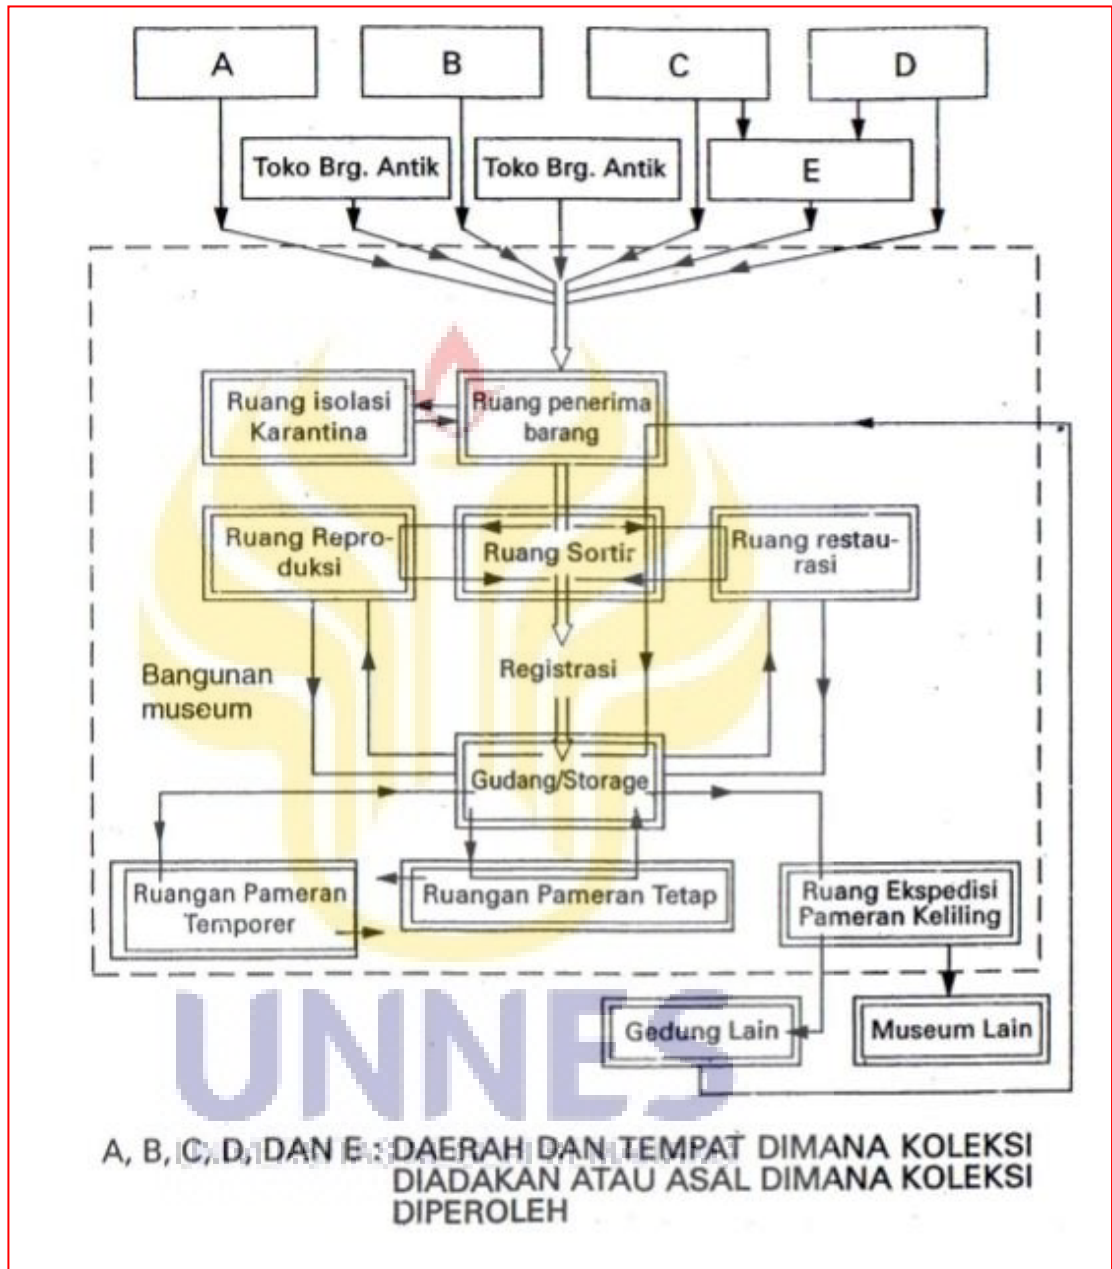 A
B
C
D
Toko Brg. Antik
Toko Brg. Antik
E
Ruang isolasi
Karantina
Ruang penerima
barang
Ruang Repro-
duksi
Ruang Sortir
Ruang restau-
rasi
Registrasi
Bangunan
museum
Gudang/Storage
Ruangan Pameran
Temporer
Ruangan Pameran Tetap
Ruang Ekspedisi
Pameran Keliling
Gedung Lain
Museum Lain
UNNES
A, B, C, D, DAN E : DAERAH DAN TEMPAT DIMANA KOLEKSI
DIADAKAN ATAU ASAL DIMANA KOLEKSI
DIPEROLEH